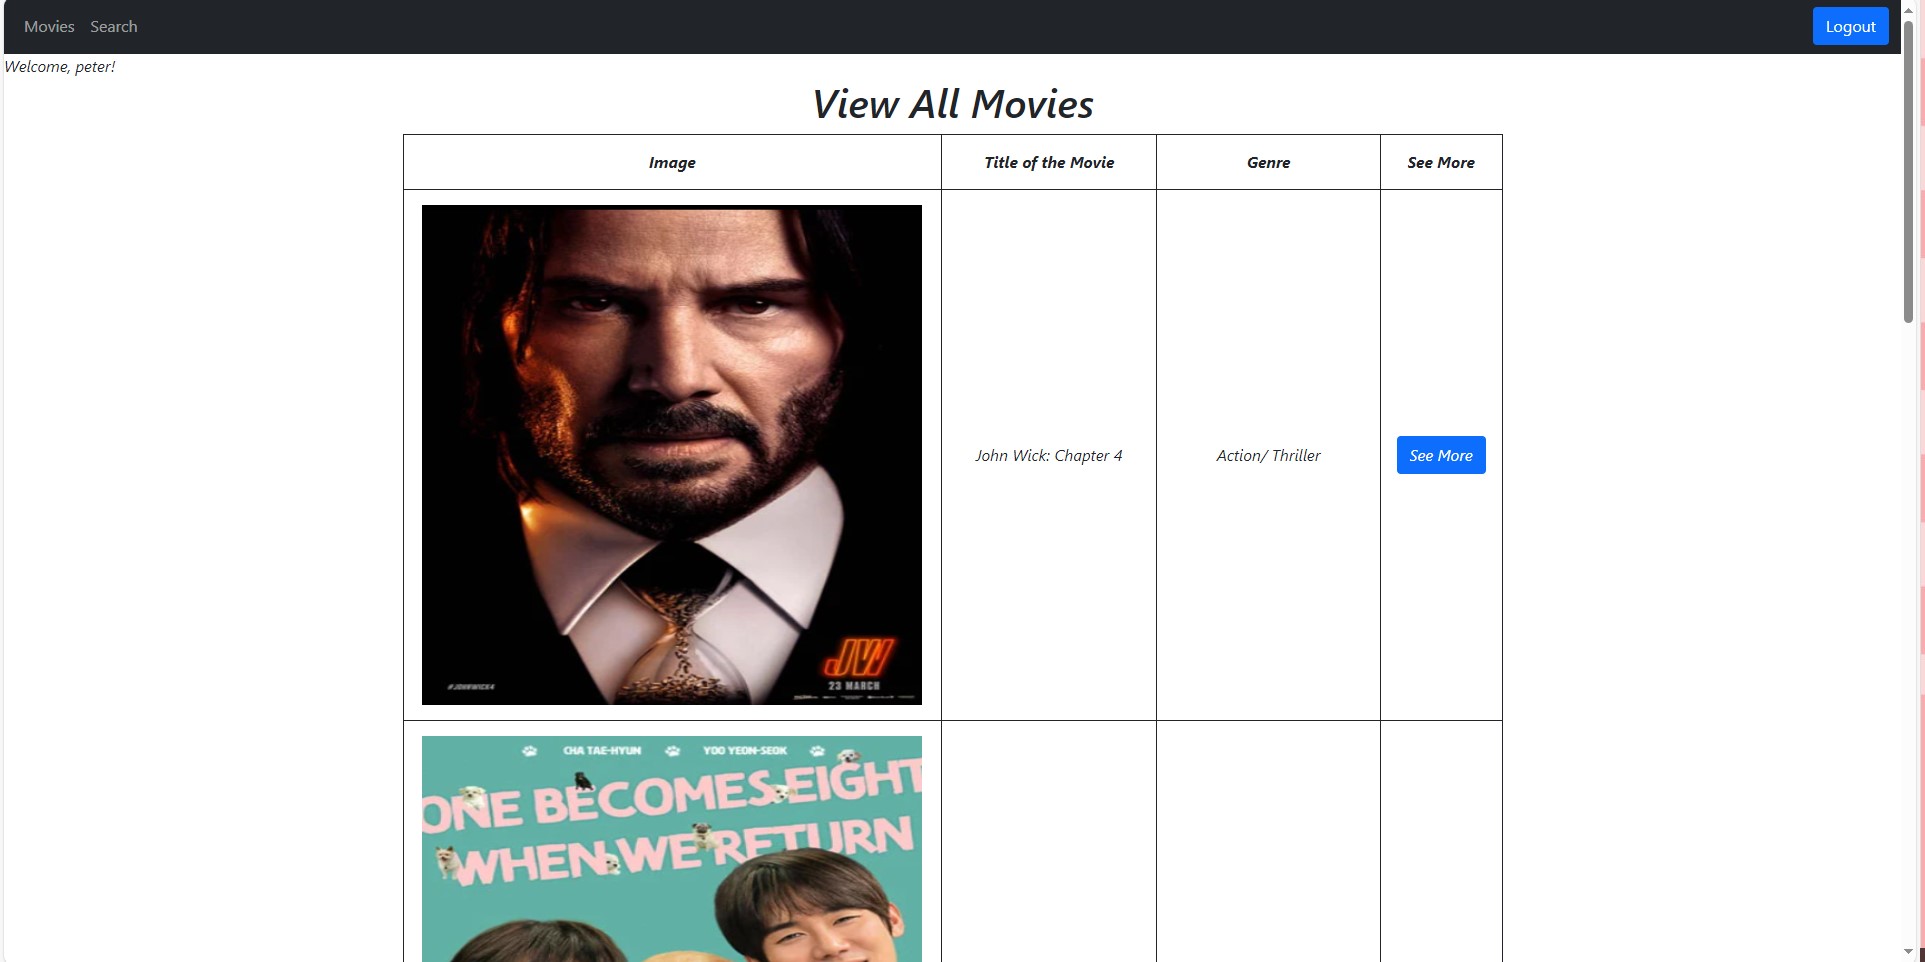 Movies Search Logout
Welcome, peter!
View All Movies
Image Title of the Movie Genre See More
John Wick: Chapter 4 Action/ Thriller See More
#JOHNWICK4
JW
23 MARCH
CHA TAE-HYUN YOO YEON-SEOK
ONE BECOMES EIGHT
WHEN WE RETURN